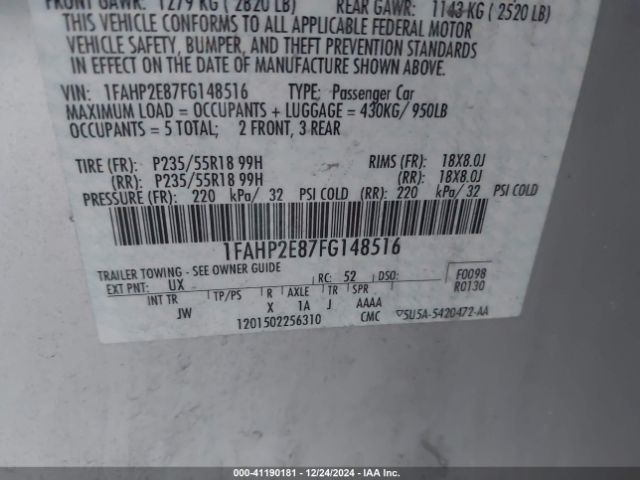 FRONT GAWR: 1279 KG ( 2820 LB) REAR GAWR: 1143 KG ( 2520 LB)
THIS VEHICLE CONFORMS TO ALL APPLICABLE FEDERAL MOTOR
VEHICLE SAFETY, BUMPER, AND THEFT PREVENTION STANDARDS
IN EFFECT ON THE DATE OF MANUFACTURE SHOWN ABOVE.
VIN: 1FAHP2E87FG148516 TYPE: Passenger Car
MAXIMUM LOAD = OCCUPANTS + LUGGAGE = 430KG/ 950LB
OCCUPANTS = 5 TOTAL; 2 FRONT, 3 REAR
TIRE (FR): P235/55R18 99H RIMS (FR): 18X8.0J
(RR): P235/55R18 99H (RR): 18X8.0J
PRESSURE (FR): 220 kPa/ 32 PSI COLD (RR): 220 kPa/ 32 PSI COLD
1FAHP2E87FG148516
TRAILER TOWING - SEE OWNER GUIDE
EXT PNT: UX RC: 52 DSO: F0098
INT TR TP/PS R AXLE TR SPR R0130
JW X 1A J AAAA
1201502256310 CMC SU5A-5420472-AA
000-41190181 - 12/24/2024 - IAA Inc.